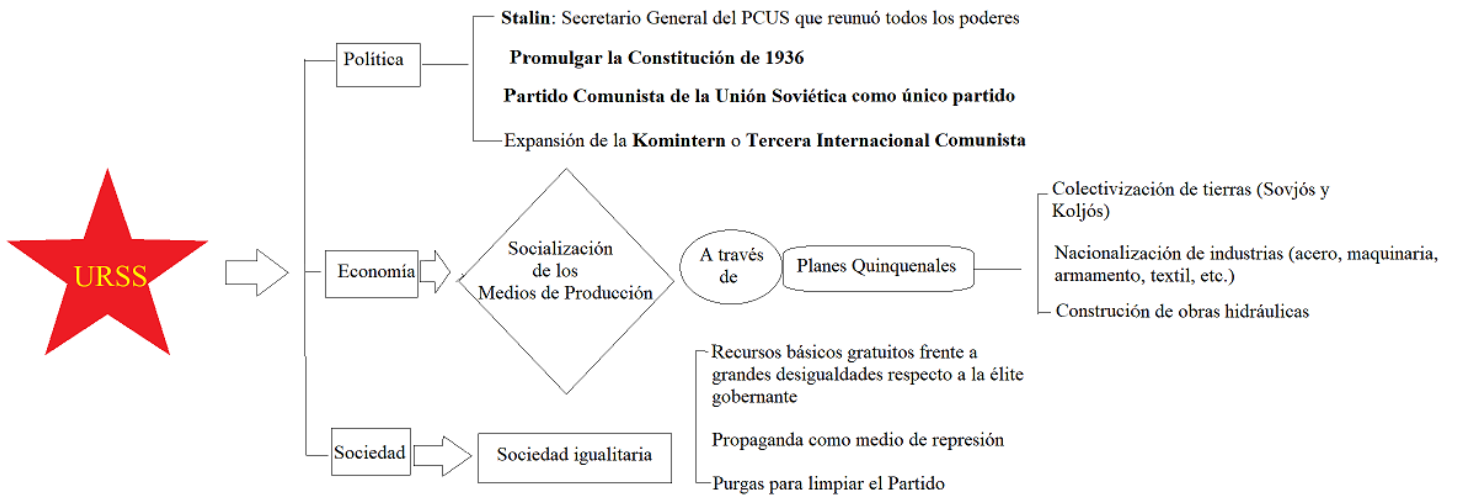 URSS
Política
Stalin: Secretario General del PCUS que reunuó todos los poderes
Promulgar la Constitución de 1936
Partido Comunista de la Unión Soviética como único partido
Expansión de la Komintern o Tercera Internacional Comunista
Economía
Socialización
de los
Medios de Producción
A través
de
Planes Quinquenales
Colectivización de tierras (Sovjós y
Koljós)
Nacionalización de industrias (acero, maquinaria,
armamento, textil, etc.)
Construción de obras hidráulicas
Sociedad
Sociedad igualitaria
Recursos básicos gratuitos frente a
grandes desigualdades respecto a la élite
gobernante
Propaganda como medio de represión
Purgas para limpiar el Partido